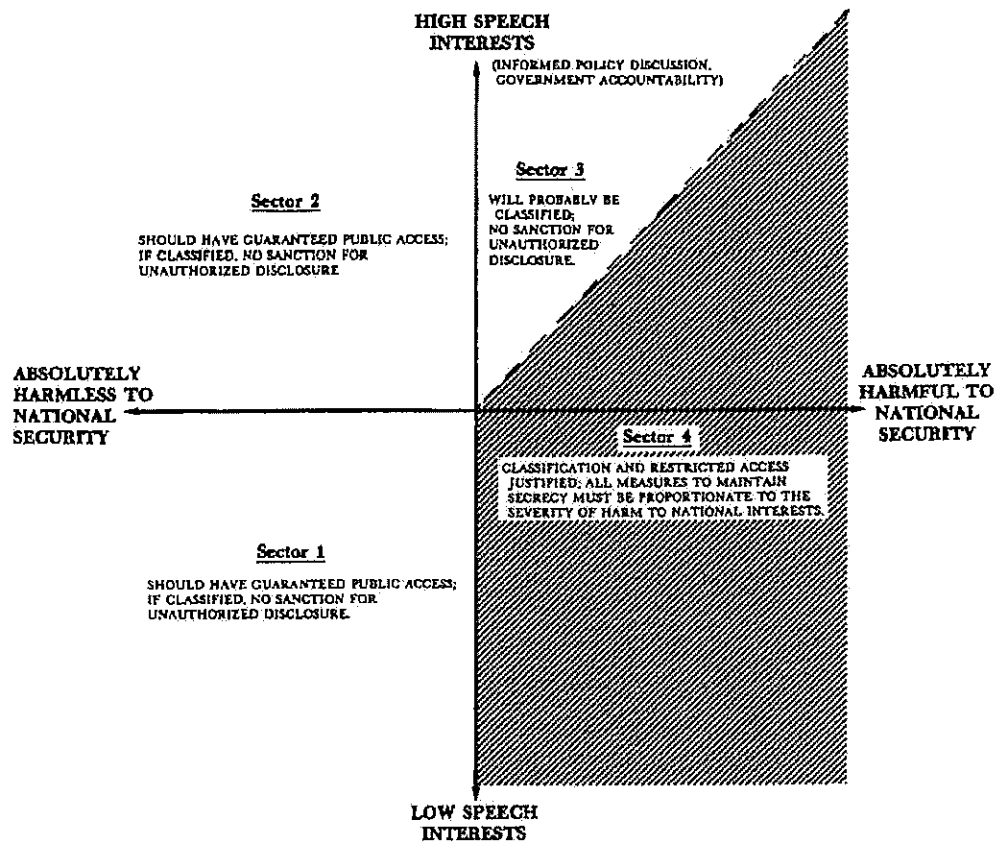 HIGH SPEECH
INTERESTS
(INFORMED POLICY DISCUSSION,
GOVERNMENT ACCOUNTABILITY)
Sector 3
WILL PROBABLY BE
CLASSIFIED;
NO SANCTION FOR
UNAUTHORIZED
DISCLOSURE.
Sector 2
SHOULD HAVE GUARANTEED PUBLIC ACCESS;
IF CLASSIFIED, NO SANCTION FOR
UNAUTHORIZED DISCLOSURE
ABSOLUTELY
HARMLESS TO
NATIONAL
SECURITY
ABSOLUTELY
HARMFUL TO
NATIONAL
SECURITY
Sector 4
CLASSIFICATION AND RESTRICTED ACCESS
JUSTIFIED; ALL MEASURES TO MAINTAIN
SECRECY MUST BE PROPORTIONATE TO THE
SEVERITY OF HARM TO NATIONAL INTERESTS.
Sector 1
SHOULD HAVE GUARANTEED PUBLIC ACCESS;
IF CLASSIFIED, NO SANCTION FOR
UNAUTHORIZED DISCLOSURE.
LOW SPEECH
INTERESTS